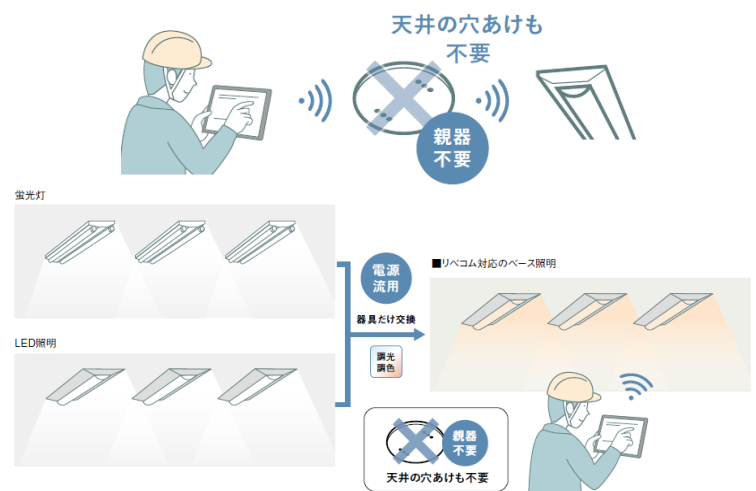 天井の穴あけも
不要
親器
不要
蛍光灯
電源
流用
器具だけ交換
調光
調色
■リベコム対応のベース照明
LED照明
親器
不要
天井の穴あけも不要